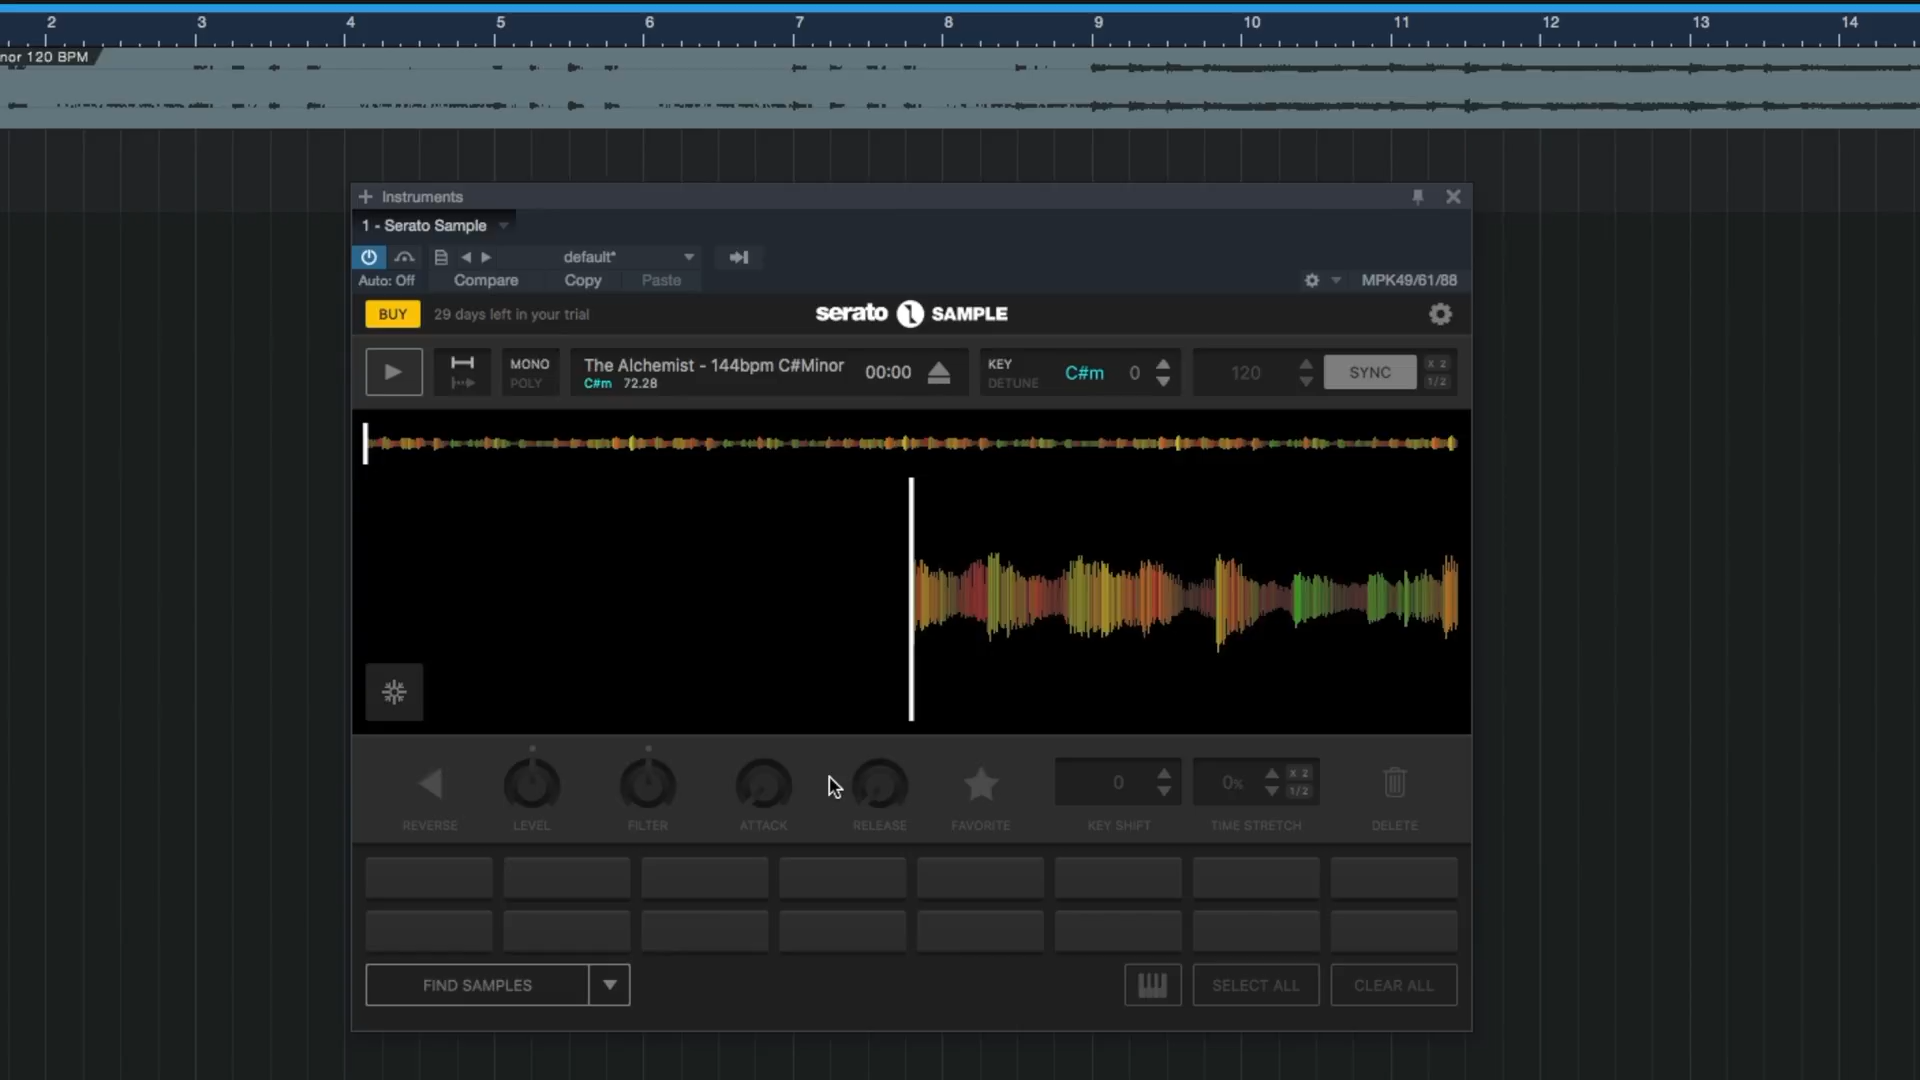 2 3 4 5 6 7 8 9 10 11 12 13 14
nor 120 BPM
Instruments
1 - Serato Sample
default*
Auto: Off Compare Copy Paste MPK49/61/88
BUY 29 days left in your trial serato SAMPLE
MONO
POLY
The Alchemist - 144bpm C#Minor
C#m 72.28
00:00
KEY
DETUNE
C#m 0
120
SYNC
X 2
1/2
0 0% X 2
1/2
REVERSE LEVEL FILTER ATTACK RELEASE FAVORITE KEY SHIFT TIME STRETCH DELETE
FIND SAMPLES SELECT ALL CLEAR ALL